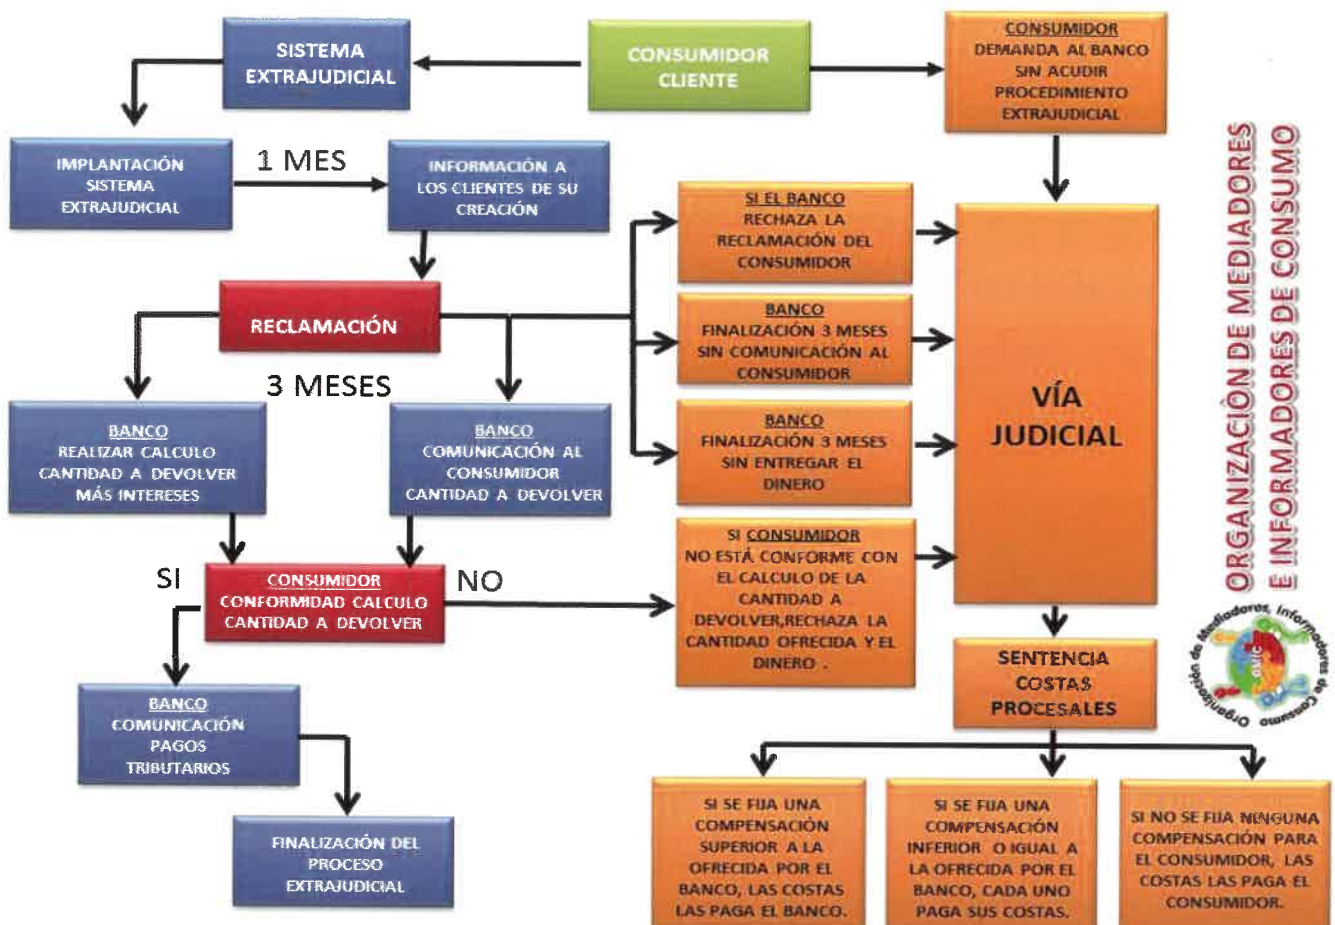 SISTEMA
EXTRAJUDICIAL
CONSUMIDOR
CLIENTE
CONSUMIDOR
DEMANDA AL BANCO
SIN ACUDIR
PROCEDIMIENTO
EXTRAJUDICIAL
IMPLANTACIÓN
SISTEMA
EXTRAJUDICIAL
1 MES
INFORMACIÓN A
LOS CLIENTES DE SU
CREACIÓN
SI EL BANCO
RECHAZA LA
RECLAMACIÓN DEL
CONSUMIDOR
RECLAMACIÓN
3 MESES
BANCO
FINALIZACIÓN 3 MESES
SIN COMUNICACIÓN AL
CONSUMIDOR
VÍA
JUDICIAL
BANCO
REALIZAR CALCULO
CANTIDAD A DEVOLVER
MÁS INTERESES
BANCO
COMUNICACIÓN AL
CONSUMIDOR
CANTIDAD A DEVOLVER
BANCO
FINALIZACIÓN 3 MESES
SIN ENTREGAR EL
DINERO
SI
CONSUMIDOR
CONFORMIDAD CALCULO
CANTIDAD A DEVOLVER
NO
SI CONSUMIDOR
NO ESTÁ CONFORME CON
EL CALCULO DE LA
CANTIDAD A
DEVOLVER,RECHAZA LA
CANTIDAD OFRECIDA Y EL
DINERO .
SENTENCIA
COSTAS
PROCESALES
BANCO
COMUNICACIÓN
PAGOS
TRIBUTARIOS
FINALIZACIÓN DEL
PROCESO
EXTRAJUDICIAL
SI SE FIJA UNA
COMPENSACIÓN
SUPERIOR A LA
OFRECIDA POR EL
BANCO, LAS COSTAS
LAS PAGA EL BANCO.
SI SE FIJA UNA
COMPENSACIÓN
INFERIOR O IGUAL A
LA OFRECIDA POR EL
BANCO, CADA UNO
PAGA SUS COSTAS.
SI NO SE FIJA NINGUNA
COMPENSACIÓN PARA
EL CONSUMIDOR, LAS
COSTAS LAS PAGA EL
CONSUMIDOR.
ORGANIZACIÓN DE MEDIADORES
E INFORMADORES DE CONSUMO
Organización de Mediadores, Informadores de Consumo
OMIC